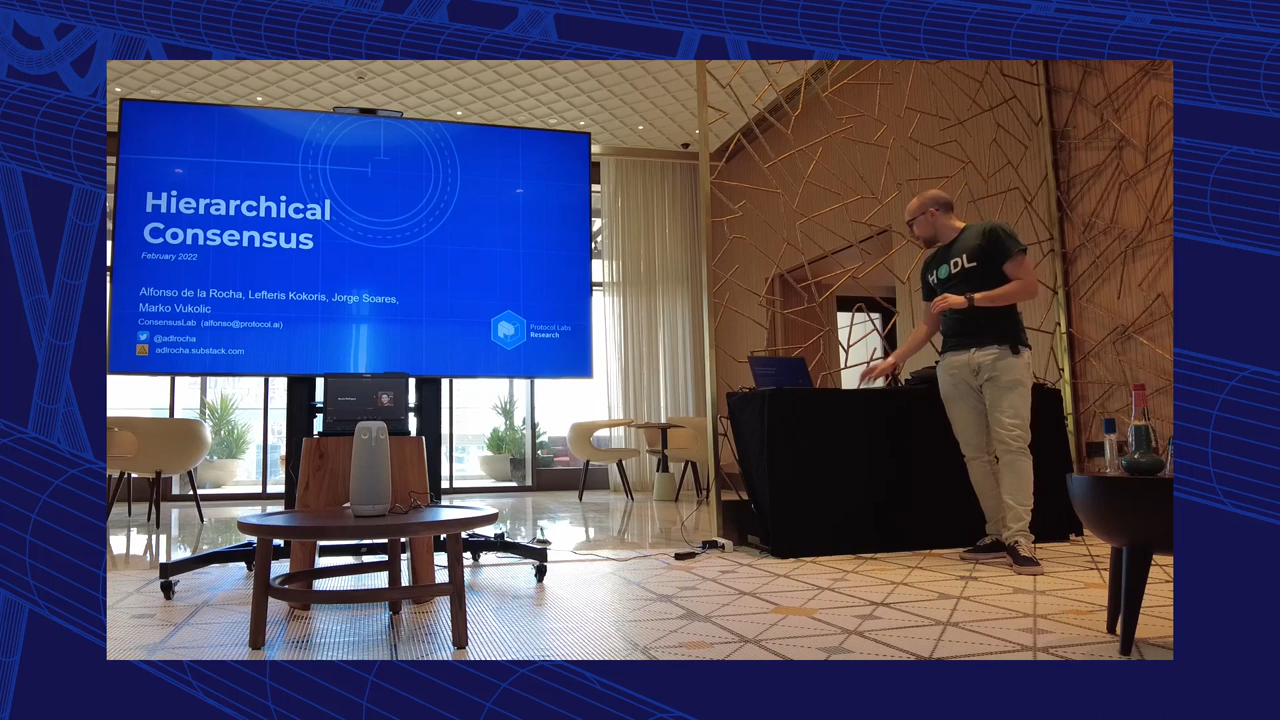 Hierarchical
Consensus
February 2022
Alfonso de la Rocha, Lefteris Kokoris, Jorge Soares,
Marko Vukolic
ConsensusLab (alfonso@protocol.ai)
@adlrocha
adlrocha.substack.com
Protocol Labs
Research
HODL